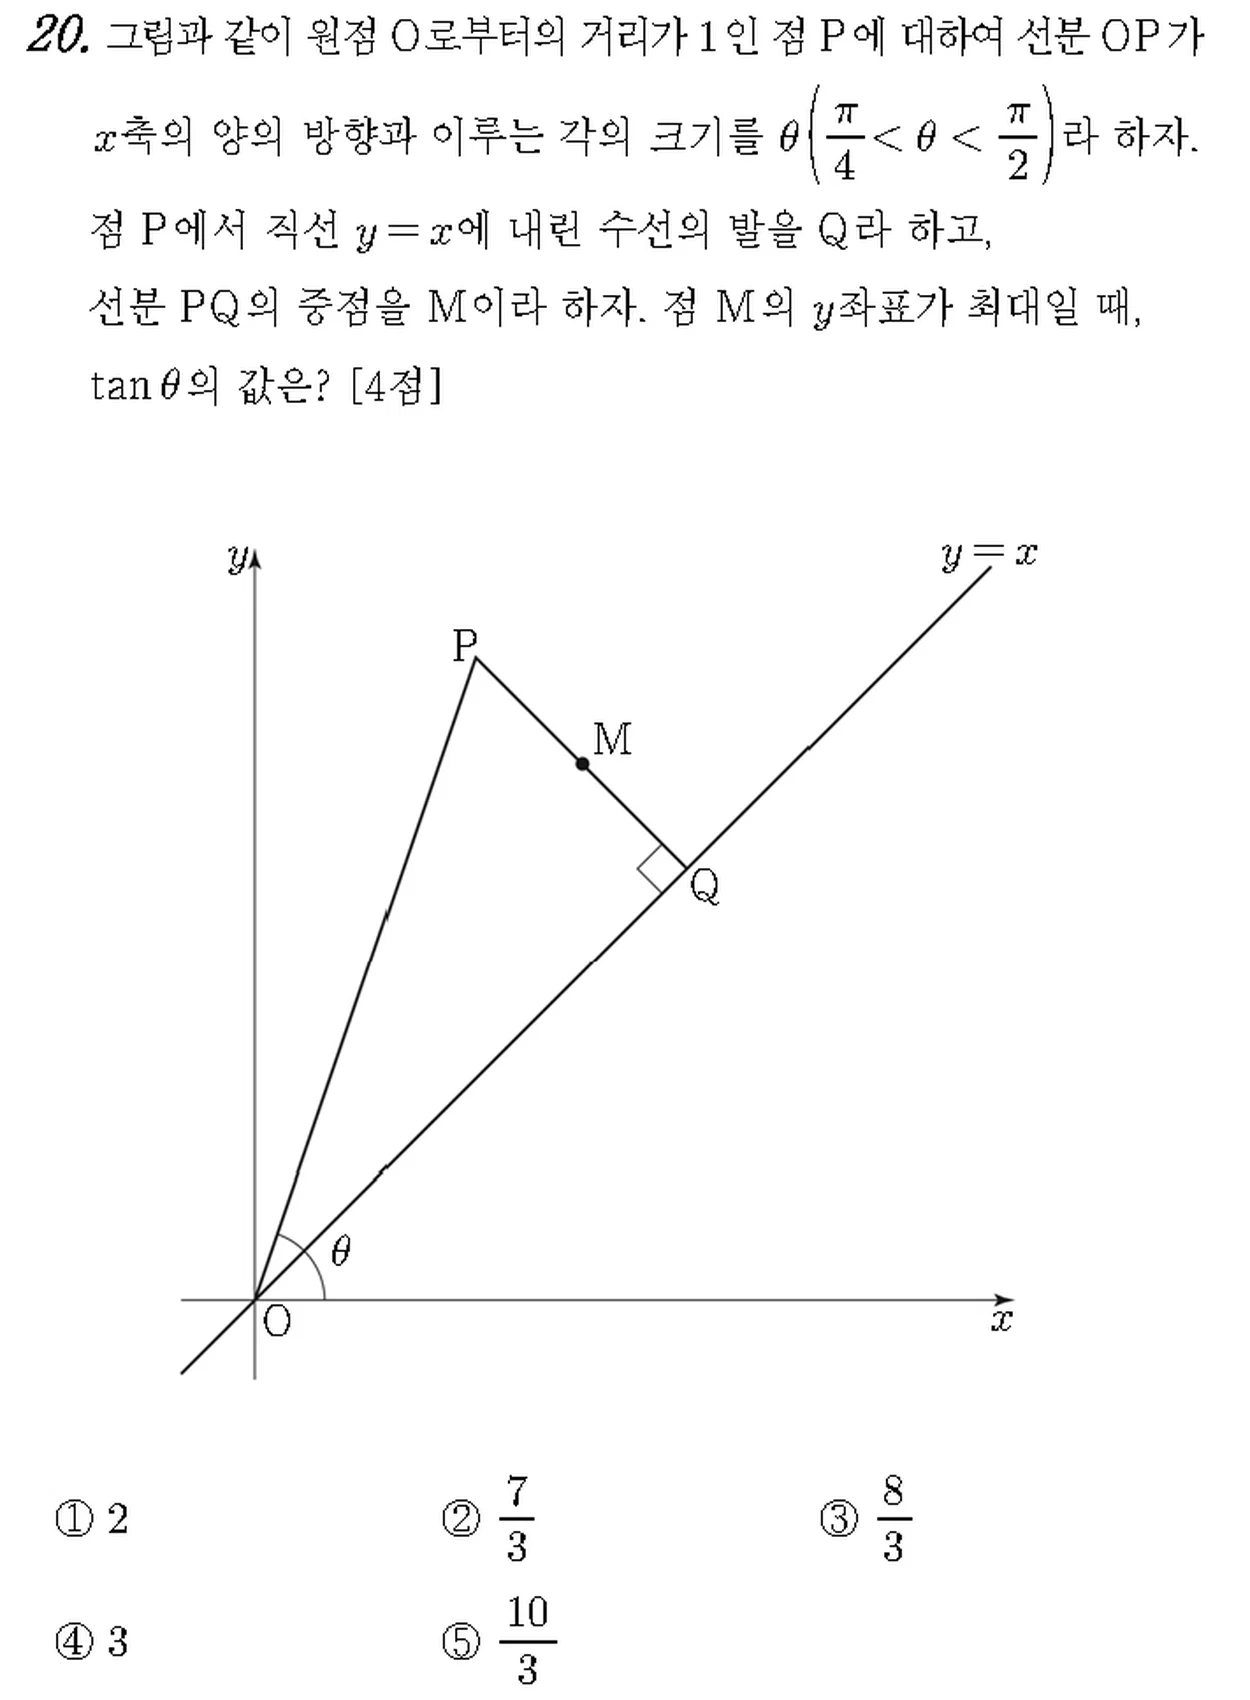 20. 그림과 같이 원점 O로부터의 거리가 1인 점 P에 대하여 선분 OP가
x축의 양의 방향과 이루는 각의 크기를 θ(π/4 < θ < π/2)라 하자.
점 P에서 직선 y=x에 내린 수선의 발을 Q라 하고,
선분 PQ의 중점을 M이라 하자. 점 M의 y좌표가 최대일 때,
tan θ의 값은? [4점]
y
y=x
P
M
Q
θ
O
x
① 2 ② 7/3 ③ 8/3
④ 3 ⑤ 10/3